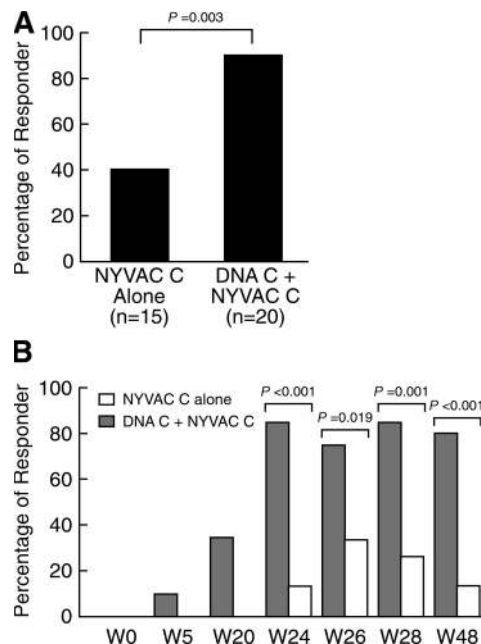 A
P =0.003
Percentage of Responder
100
80
60
40
20
0
NYVAC C
Alone
(n=15)
DNA C +
NYVAC C
(n=20)
B
NYVAC C alone
DNA C + NYVAC C
P <0.001
P =0.019
P =0.001
P <0.001
Percentage of Responder
100
80
60
40
20
0
W0 W5 W20 W24 W26 W28 W48